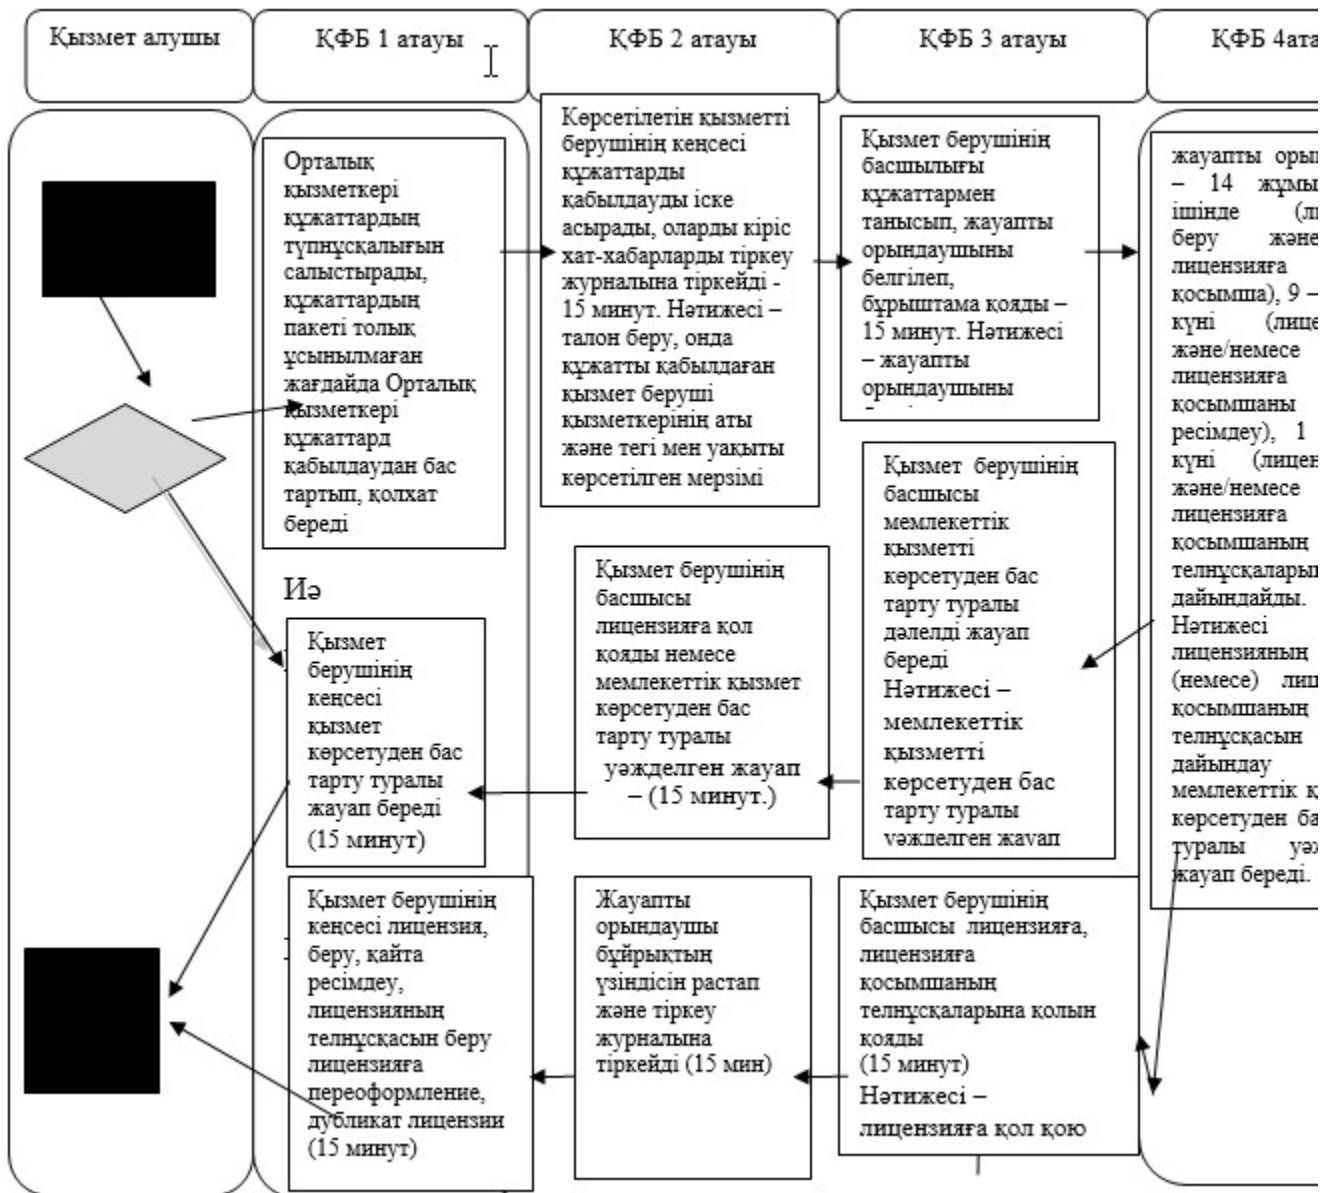 Қызмет алушы
ҚФБ 1 атауы
ҚФБ 2 атауы
ҚФБ 3 атауы
ҚФБ
Орталық
қызметкері
құжаттардың
түпнұсқалығын
салыстырады,
құжаттардың
пакеті толық
ұсынылмаған
жағдайда Орталық
қызметкері
құжаттард
қабылдаудан бас
тартып, қолхат
береді
Көрсетілетін қызметті
берушінің кеңсесі
құжаттарды
қабылдауды іске
асырады, оларды кіріс
хат-хабарларды тіркеу
журналына тіркейді -
15 минут. Нәтижесі –
талон беру, онда
құжатты қабылдаған
қызмет беруші
қызметкерінің аты
және тегі мен уақыты
көрсетілген мерзімі
Қызмет берушінің
басшылығы
құжаттармен
танысып, жауапты
орындаушыны
белгілеп,
бұрыштама қояды –
15 минут. Нәтижесі
– жауапты
орындаушыны
жауапты
– 14
ішінде
беру және
лицензияға
қосымша), 9 –
күні
және/немесе
лицензияға
қосымшаны
ресімдеу), 1
күні
және/немесе
лицензияға
қосымшаның
дайындайды.
Нәтижесі
лицензияның
(немесе)
қосымшаның
телнұсқасын
дайындау
мемлекеттік
көрсетуден
туралы
жауап береді.
Қызмет берушінің
басшысы
мемлекеттік
қызметті
көрсетуден бас
тарту туралы
дәлелді жауап
береді
Нәтижесі –
мемлекеттік
қызметті
көрсетуден бас
тарту туралы
уәжделген жауап
Қызмет берушінің
басшысы
лицензияға қол
қояды немесе
мемлекеттік қызмет
көрсетуден бас
тарту туралы
уәжделген жауап
– (15 минут.)
Иә
Қызмет
берушінің
кеңсесі
қызмет
көрсетуден бас
тарту туралы
жауап береді
(15 минут)
Қызмет берушінің
кеңсесі лицензия,
беру, қайта
ресімдеу,
лицензияның
телнұсқасын беру
лицензияға
переоформление,
дубликат лицензии
(15 минут)
Жауапты
орындаушы
бұйрықтың
үзіндісін растап
және тіркеу
журналына
тіркейді (15 мин)
Қызмет берушінің
басшысы лицензияға,
лицензияға
қосымшаның
телнұсқаларына қолын
қояды
(15 минут)
Нәтижесі –
лицензияға қол қою